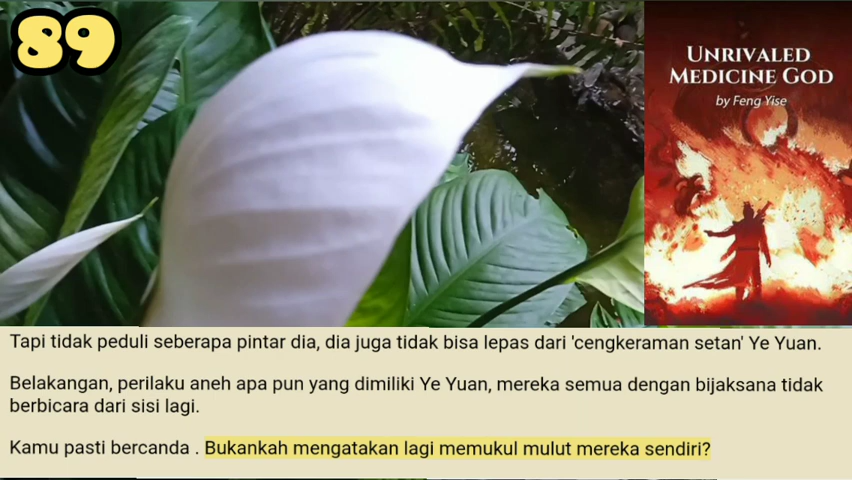 89
UNRIVALED
MEDICINE GOD
by Feng Yise
Tapi tidak peduli seberapa pintar dia, dia juga tidak bisa lepas dari 'cengkeraman setan' Ye Yuan.
Belakangan, perilaku aneh apa pun yang dimiliki Ye Yuan, mereka semua dengan bijaksana tidak
berbicara dari sisi lagi.
Kamu pasti bercanda . Bukankah mengatakan lagi memukul mulut mereka sendiri?